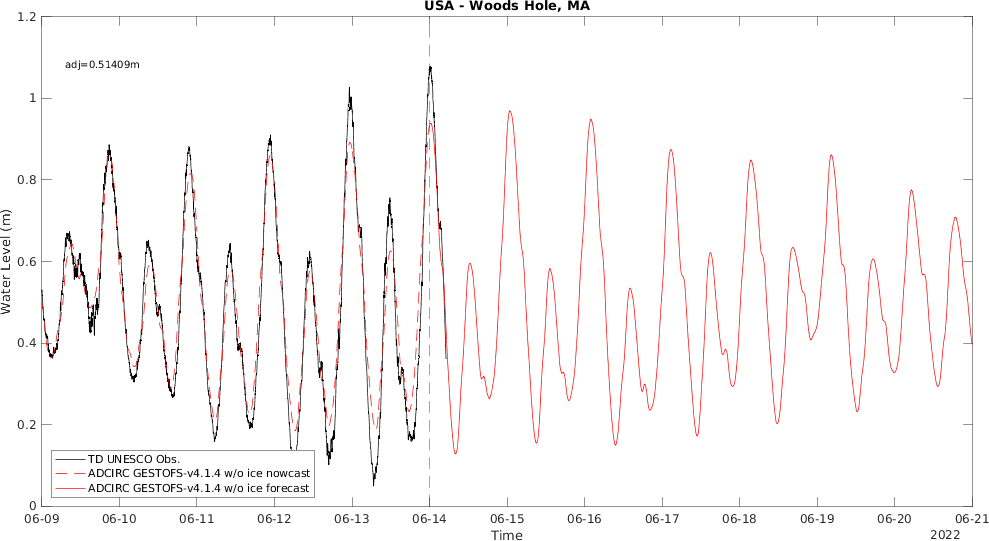 USA - Woods Hole, MA
1.2
1
0.8
0.6
0.4
0.2
0
Water Level (m)
adj=0.51409m
TD UNESCO Obs.
ADCIRC GESTOFS-v4.1.4 w/o ice nowcast
ADCIRC GESTOFS-v4.1.4 w/o ice forecast
06-09 06-10 06-11 06-12 06-13 06-14 06-15 06-16 06-17 06-18 06-19 06-20 06-21
Time
2022